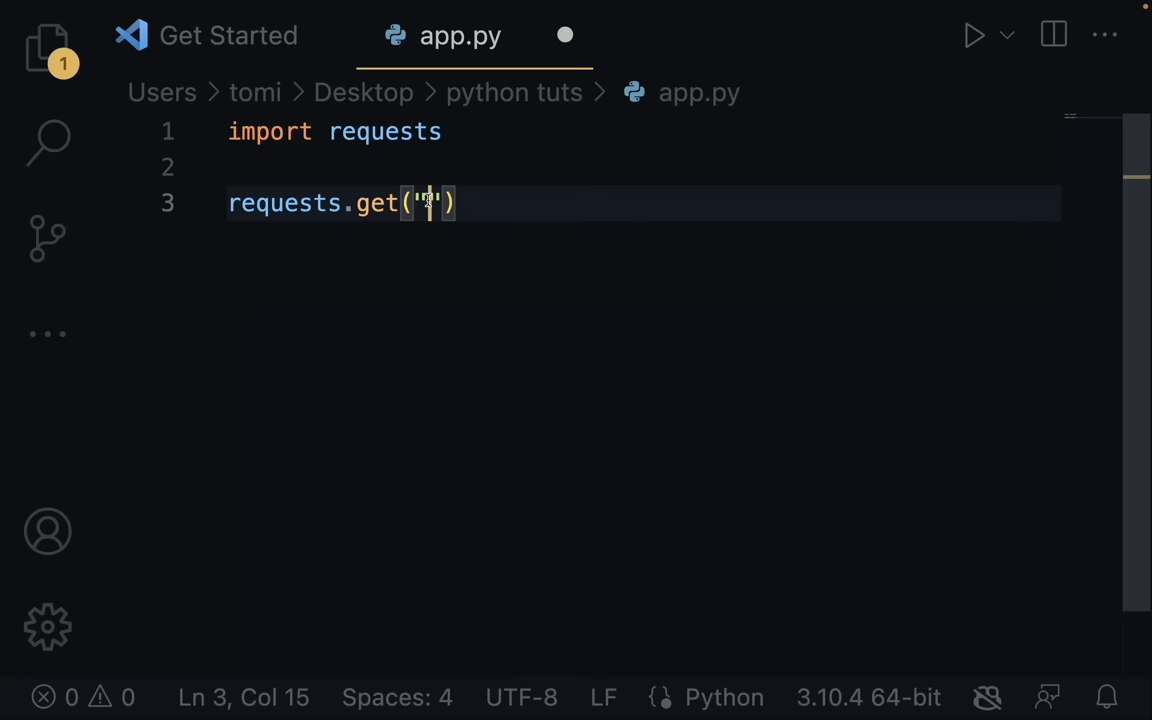 Get Started app.py
1
Users > tomi > Desktop > python tuts > app.py
1 import requests
2
3 requests.get("")
0 0 Ln 3, Col 15 Spaces: 4 UTF-8 LF {} Python 3.10.4 64-bit